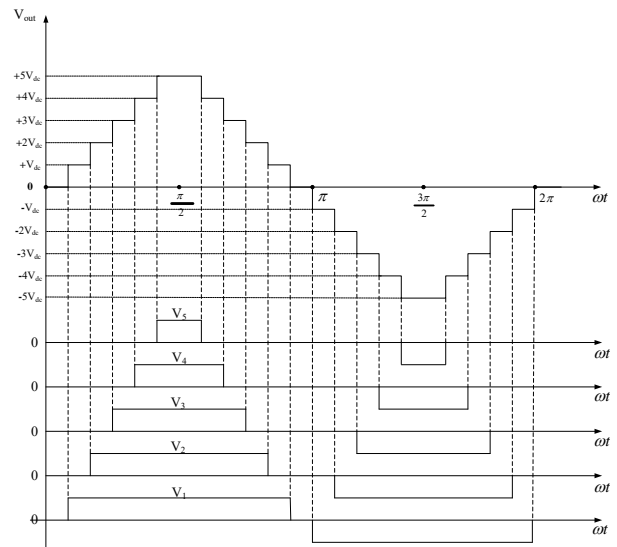 V_out
+5V_dc
+4V_dc
+3V_dc
+2V_dc
+V_dc
0
π/2
π
3π/2
2π
ωt
-V_dc
-2V_dc
-3V_dc
-4V_dc
-5V_dc
V_5
0
ωt
V_4
0
ωt
V_3
0
ωt
V_2
0
ωt
V_1
0
ωt